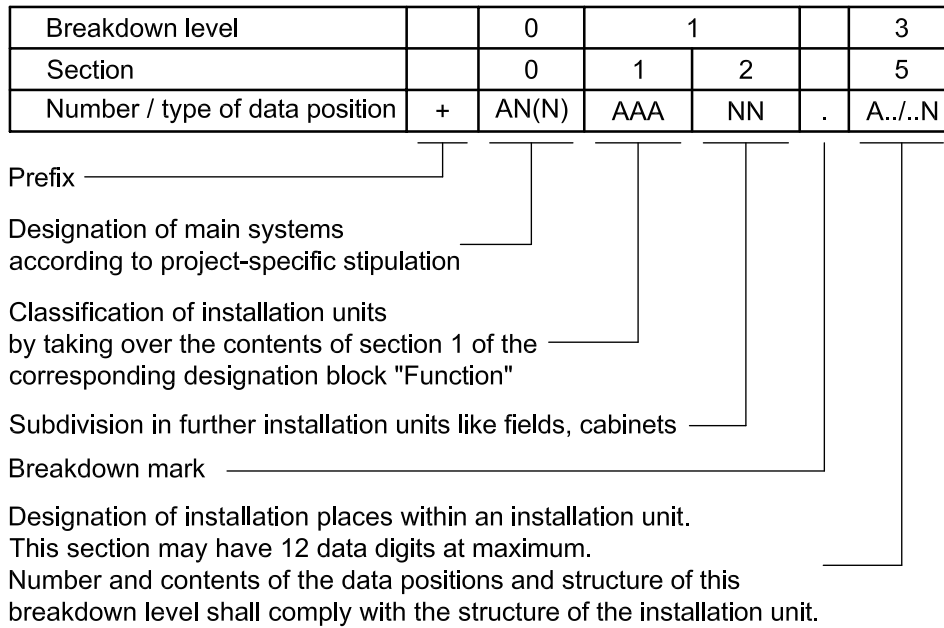 Breakdown level 0 1 3
Section 0 1 2 5
Number / type of data position + AN(N) AAA NN . A../..N
Prefix
Designation of main systems
according to project-specific stipulation
Classification of installation units
by taking over the contents of section 1 of the
corresponding designation block "Function"
Subdivision in further installation units like fields, cabinets
Breakdown mark
Designation of installation places within an installation unit.
This section may have 12 data digits at maximum.
Number and contents of the data positions and structure of this
breakdown level shall comply with the structure of the installation unit.